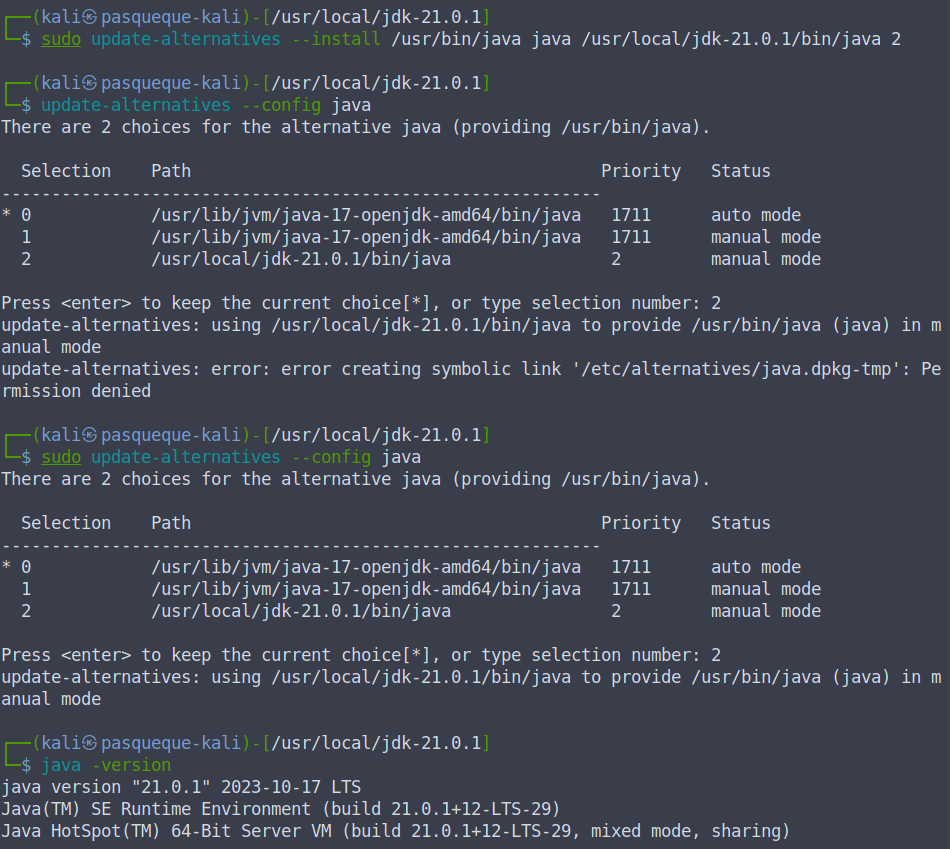 ┌──(kali㉿pasqueque-kali)-[/usr/local/jdk-21.0.1]
└─$ sudo update-alternatives --install /usr/bin/java java /usr/local/jdk-21.0.1/bin/java 2
┌──(kali㉿pasqueque-kali)-[/usr/local/jdk-21.0.1]
└─$ update-alternatives --config java
There are 2 choices for the alternative java (providing /usr/bin/java).
  Selection    Path                                         Priority   Status
------------------------------------------------------------
* 0            /usr/lib/jvm/java-17-openjdk-amd64/bin/java   1711      auto mode
  1            /usr/lib/jvm/java-17-openjdk-amd64/bin/java   1711      manual mode
  2            /usr/local/jdk-21.0.1/bin/java                2         manual mode
Press <enter> to keep the current choice[*], or type selection number: 2
update-alternatives: using /usr/local/jdk-21.0.1/bin/java to provide /usr/bin/java (java) in m
anual mode
update-alternatives: error: error creating symbolic link '/etc/alternatives/java.dpkg-tmp': Pe
rmission denied
┌──(kali㉿pasqueque-kali)-[/usr/local/jdk-21.0.1]
└─$ sudo update-alternatives --config java
There are 2 choices for the alternative java (providing /usr/bin/java).
  Selection    Path                                         Priority   Status
------------------------------------------------------------
* 0            /usr/lib/jvm/java-17-openjdk-amd64/bin/java   1711      auto mode
  1            /usr/lib/jvm/java-17-openjdk-amd64/bin/java   1711      manual mode
  2            /usr/local/jdk-21.0.1/bin/java                2         manual mode
Press <enter> to keep the current choice[*], or type selection number: 2
update-alternatives: using /usr/local/jdk-21.0.1/bin/java to provide /usr/bin/java (java) in m
anual mode
┌──(kali㉿pasqueque-kali)-[/usr/local/jdk-21.0.1]
└─$ java -version
java version "21.0.1" 2023-10-17 LTS
Java(TM) SE Runtime Environment (build 21.0.1+12-LTS-29)
Java HotSpot(TM) 64-Bit Server VM (build 21.0.1+12-LTS-29, mixed mode, sharing)